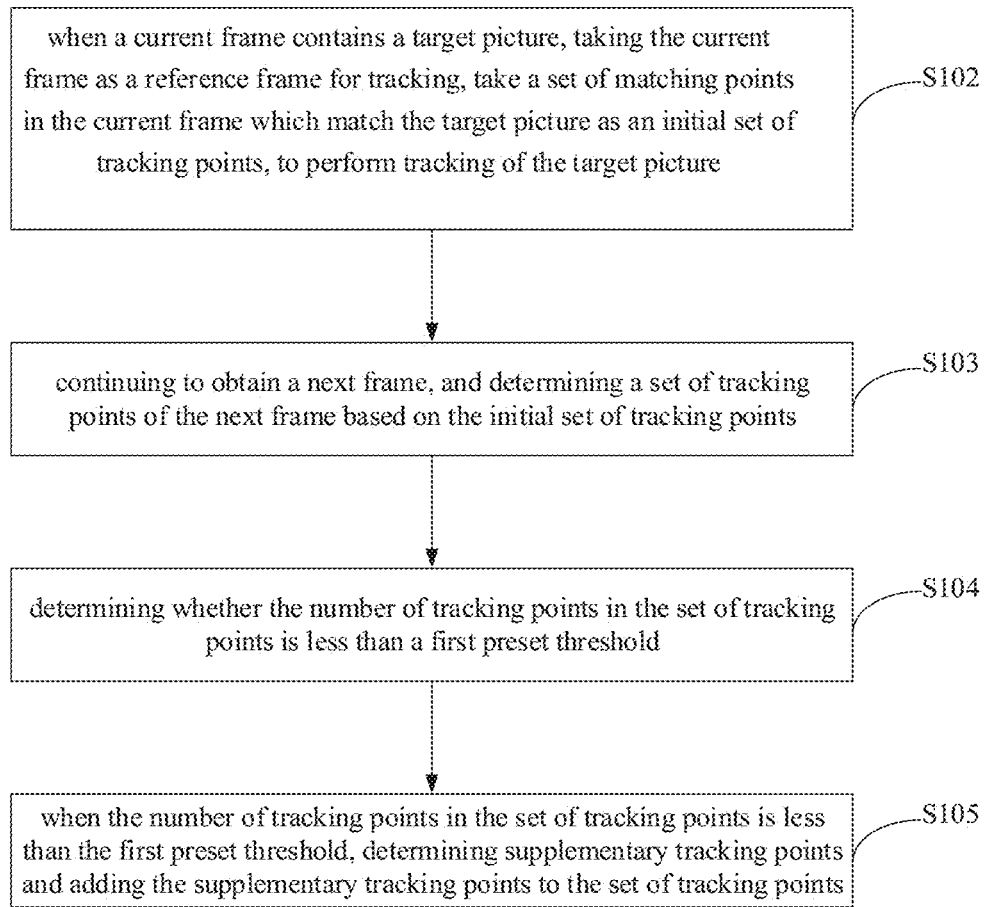 when a current frame contains a target picture, taking the current
frame as a reference frame for tracking, take a set of matching points
in the current frame which match the target picture as an initial set of
tracking points, to perform tracking of the target picture
S102
continuing to obtain a next frame, and determining a set of tracking
points of the next frame based on the initial set of tracking points
S103
determining whether the number of tracking points in the set of tracking
points is less than a first preset threshold
S104
when the number of tracking points in the set of tracking points is less
than the first preset threshold, determining supplementary tracking points
and adding the supplementary tracking points to the set of tracking points
S105